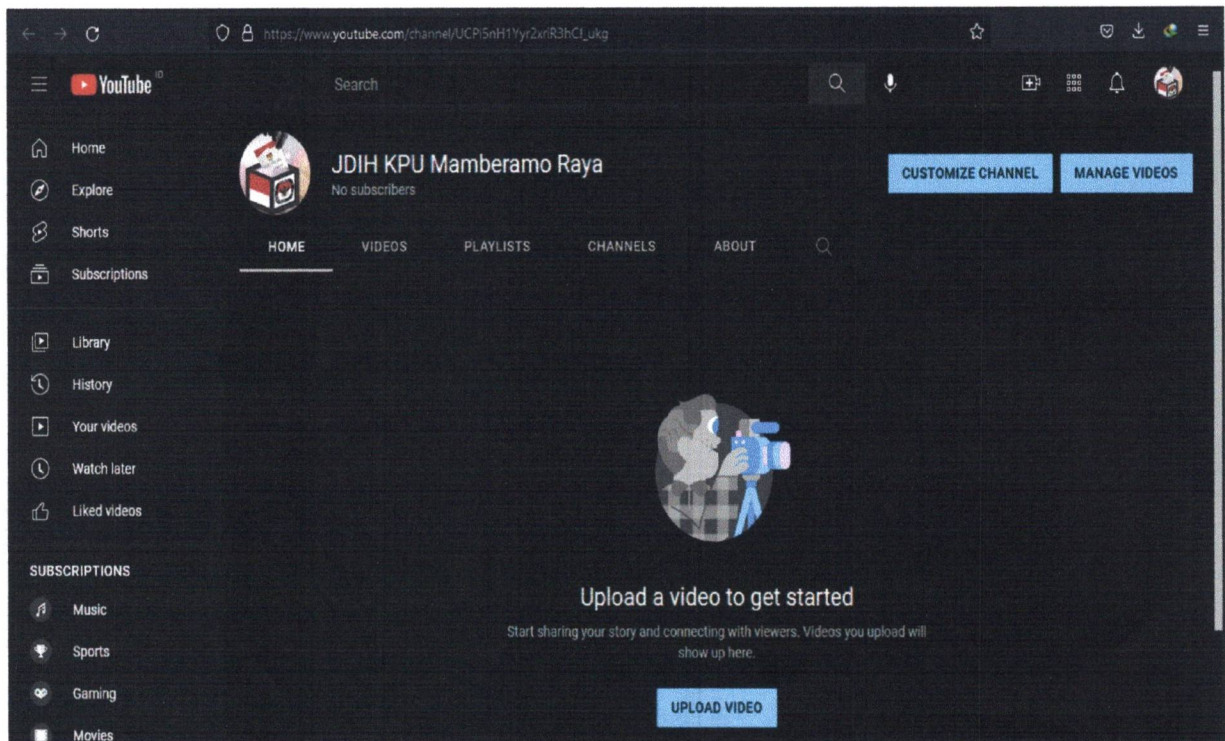 https://www.youtube.com/channel/UCPi5nH1Yyr2xriR3hCI_ukg
YouTube ID
Search
Home
Explore
Shorts
Subscriptions
Library
History
Your videos
Watch later
Liked videos
SUBSCRIPTIONS
Music
Sports
Gaming
Movies
JDIH KPU Mamberamo Raya
No subscribers
CUSTOMIZE CHANNEL MANAGE VIDEOS
HOME VIDEOS PLAYLISTS CHANNELS ABOUT
Upload a video to get started
Start sharing your story and connecting with viewers. Videos you upload will
show up here.
UPLOAD VIDEO